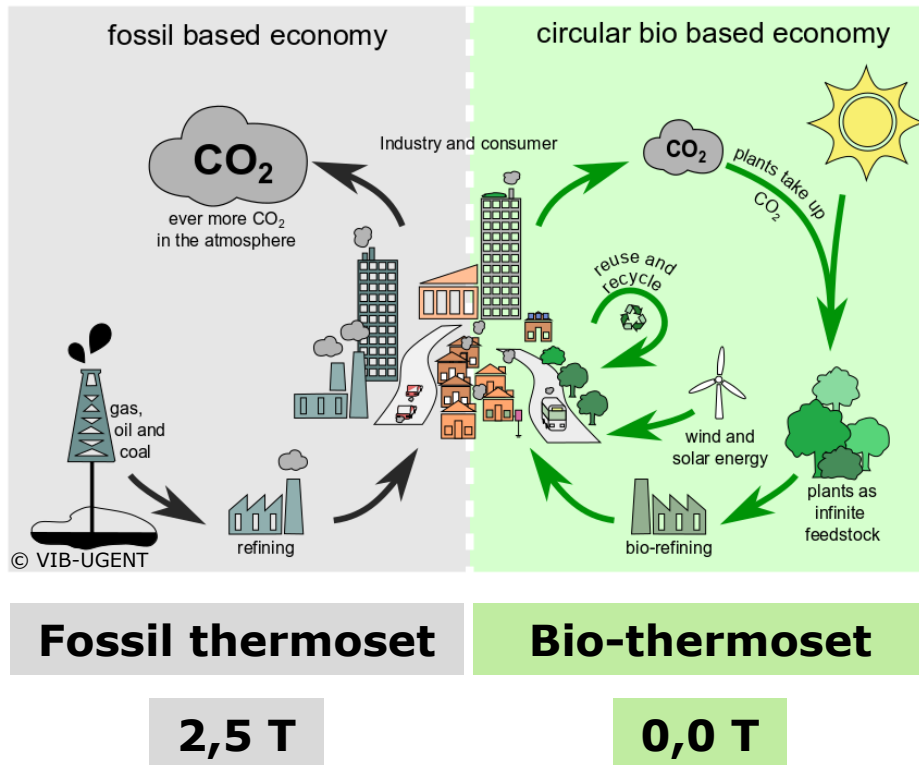 fossil based economy
circular bio based economy
Industry and consumer
CO₂
ever more CO₂
in the atmosphere
gas,
oil and
coal
refining
© VIB-UGENT
CO₂
plants take up
CO₂
reuse and
recycle
wind and
solar energy
plants as
infinite
feedstock
bio-refining
Fossil thermoset
Bio-thermoset
2,5 T
0,0 T